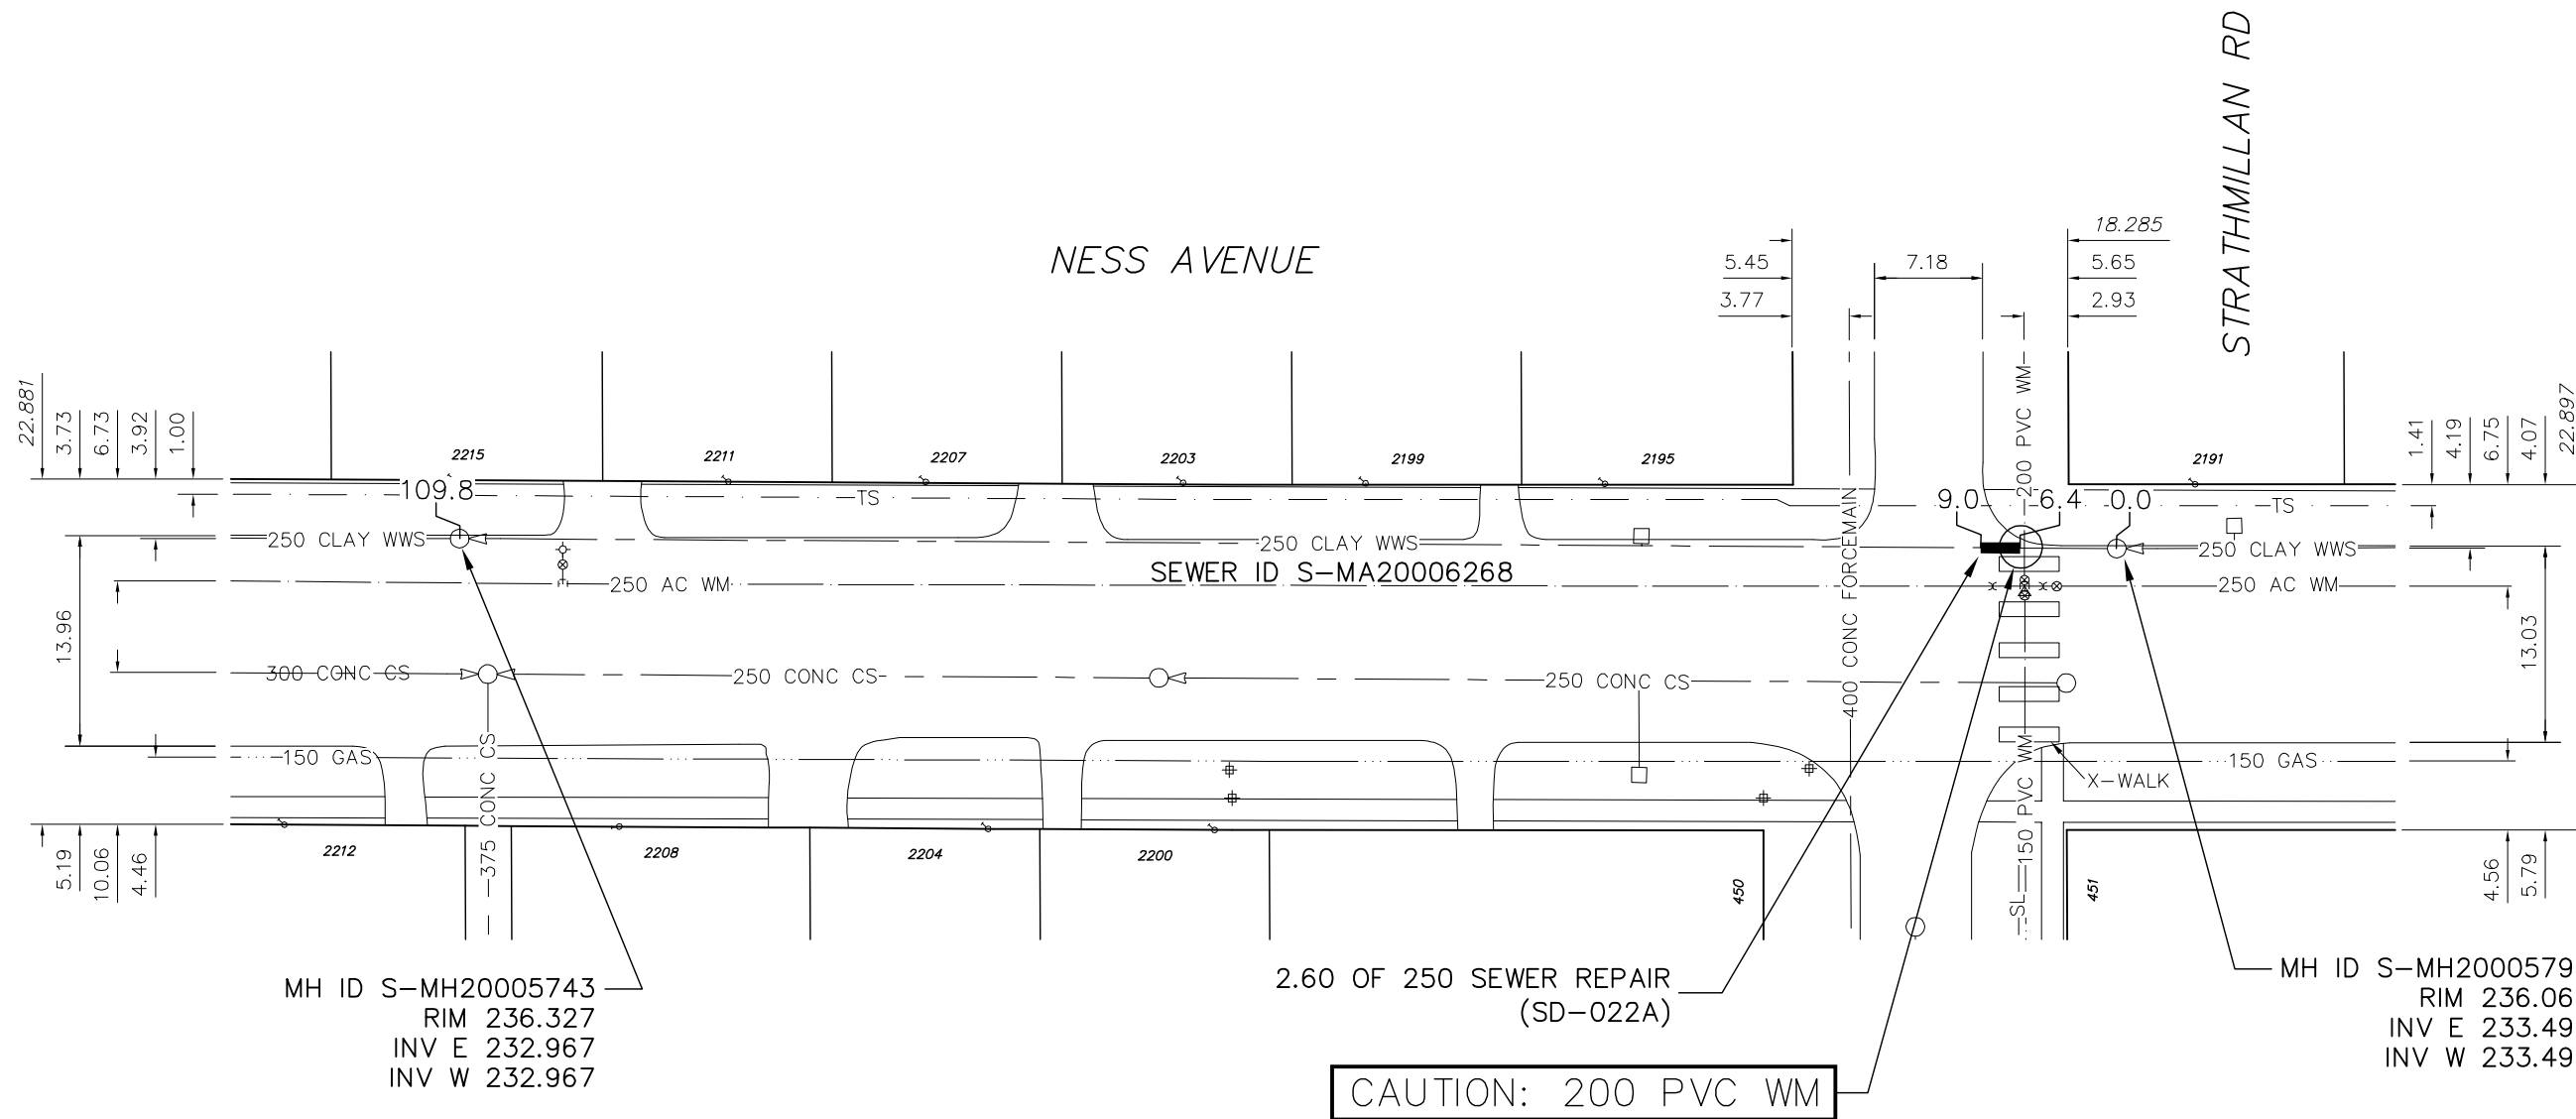 STRATHMILLAN RD
NESS AVENUE
18.285
5.45
7.18
5.65
3.77
2.93
22.881
3.73
6.73
3.92
1.00
2215
2211
2207
2203
2199
2195
200 PVC WM
2191
1.41
4.19
6.75
4.07
22.897
109.8
TS
9.0
6.4
0.0
TS
250 CLAY WWS
250 CLAY WWS
250 CLAY WWS
SEWER ID S-MA20006268
250 AC WM
250 AC WM
400 CONC FORCEMAIN
13.96
13.03
300 CONC CS
250 CONC CS
250 CONC CS
150 GAS
150 GAS
X-WALK
375 CONC CS
150 PVC WM
SL
5.19
10.06
4.46
2212
2208
2204
2200
450
451
4.56
5.79
MH ID S-MH20005743
RIM 236.327
INV E 232.967
INV W 232.967
2.60 OF 250 SEWER REPAIR
(SD-022A)
CAUTION: 200 PVC WM
MH ID S-MH2000579
RIM 236.06
INV E 233.49
INV W 233.49